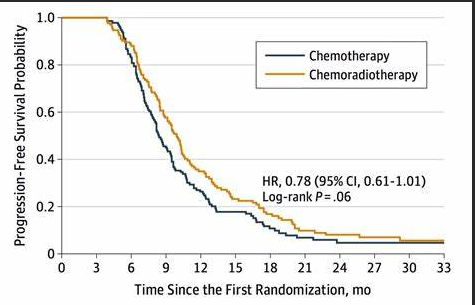 Progression-Free Survival Probability
1.0
0.8
0.6
0.4
0.2
0
Chemotherapy
Chemoradiotherapy
HR, 0.78 (95% CI, 0.61-1.01)
Log-rank P = .06
0 3 6 9 12 15 18 21 24 27 30 33
Time Since the First Randomization, mo